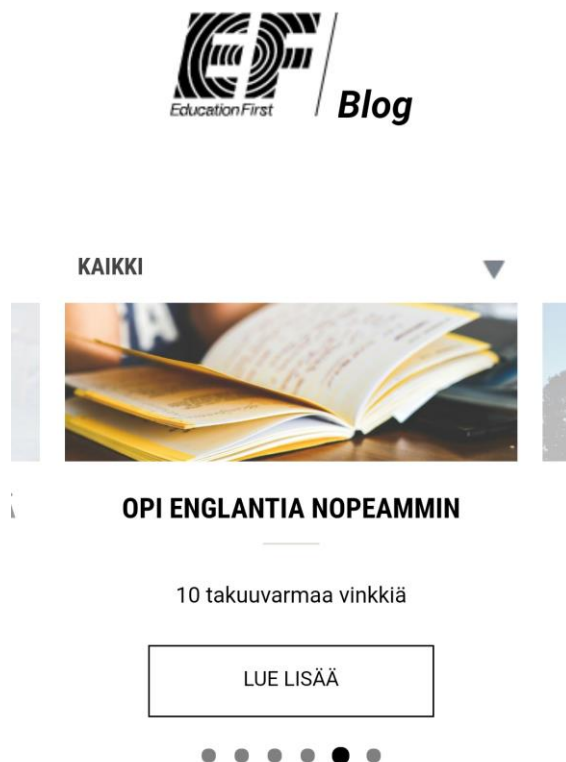 EF
Education First
Blog
KAIKKI
OPI ENGLANTIA NOPEAMMIN
10 takuuvarmaa vinkkiä
LUE LISÄÄ